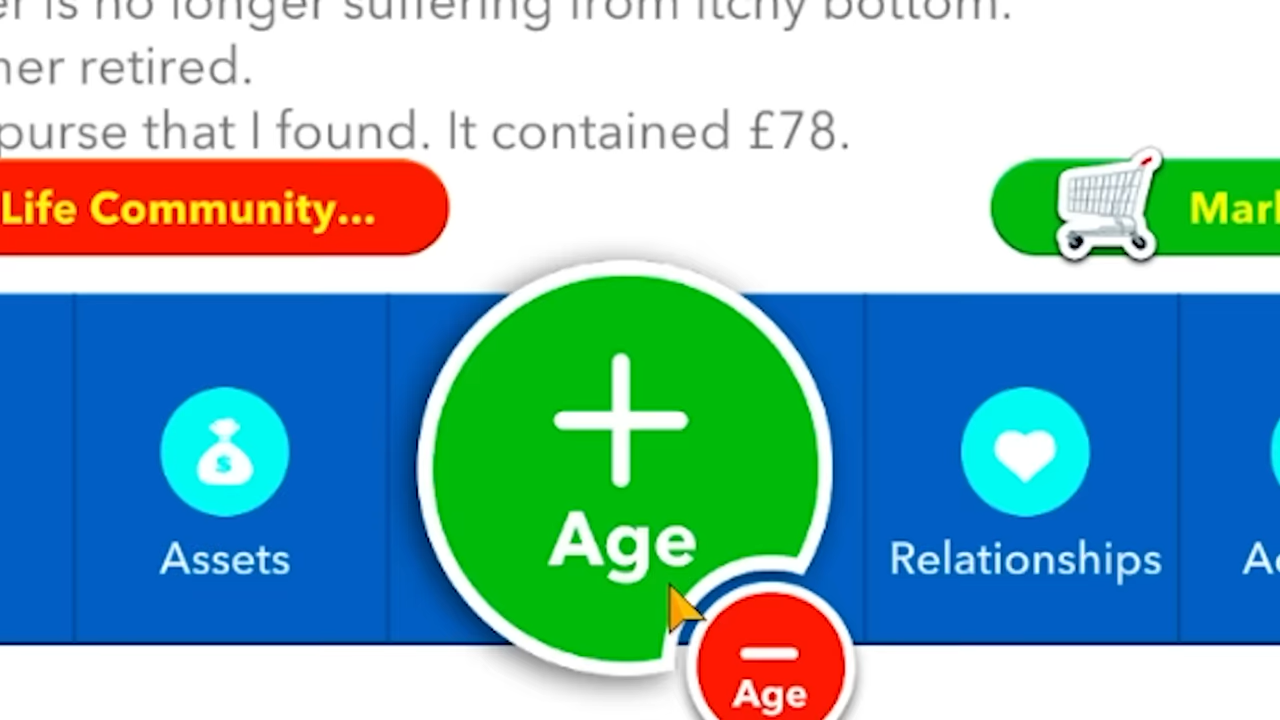 is no longer suffering from itchy bottom.
retired.
purse that I found. It contained £78.
Life Community...
Age
Assets
Relationships
Age